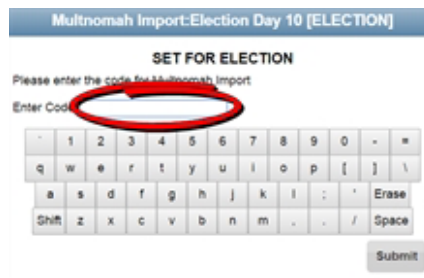 Multnomah Import:Election Day 10 [ELECTION]
SET FOR ELECTION
Please enter the code for Multnomah Import
Enter Code
` 1 2 3 4 5 6 7 8 9 0 - =
q w e r t y u i o p [ ] \
a s d f g h j k l ; ' Erase
Shift z x c v b n m , . / Space
Submit